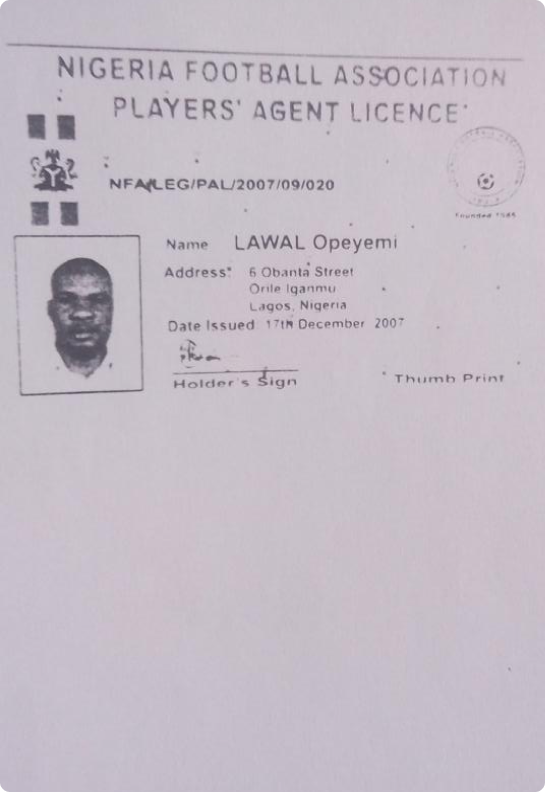 NIGERIA FOOTBALL ASSOCIATION
PLAYERS' AGENT LICENCE
NFA/LEG/PAL/2007/09/020
Founded 1945
Name LAWAL Opeyemi
Address: 6 Obanta Street
Orile Iganmu
Lagos, Nigeria
Date Issued 17th December 2007
Holder's Sign
Thumb Print